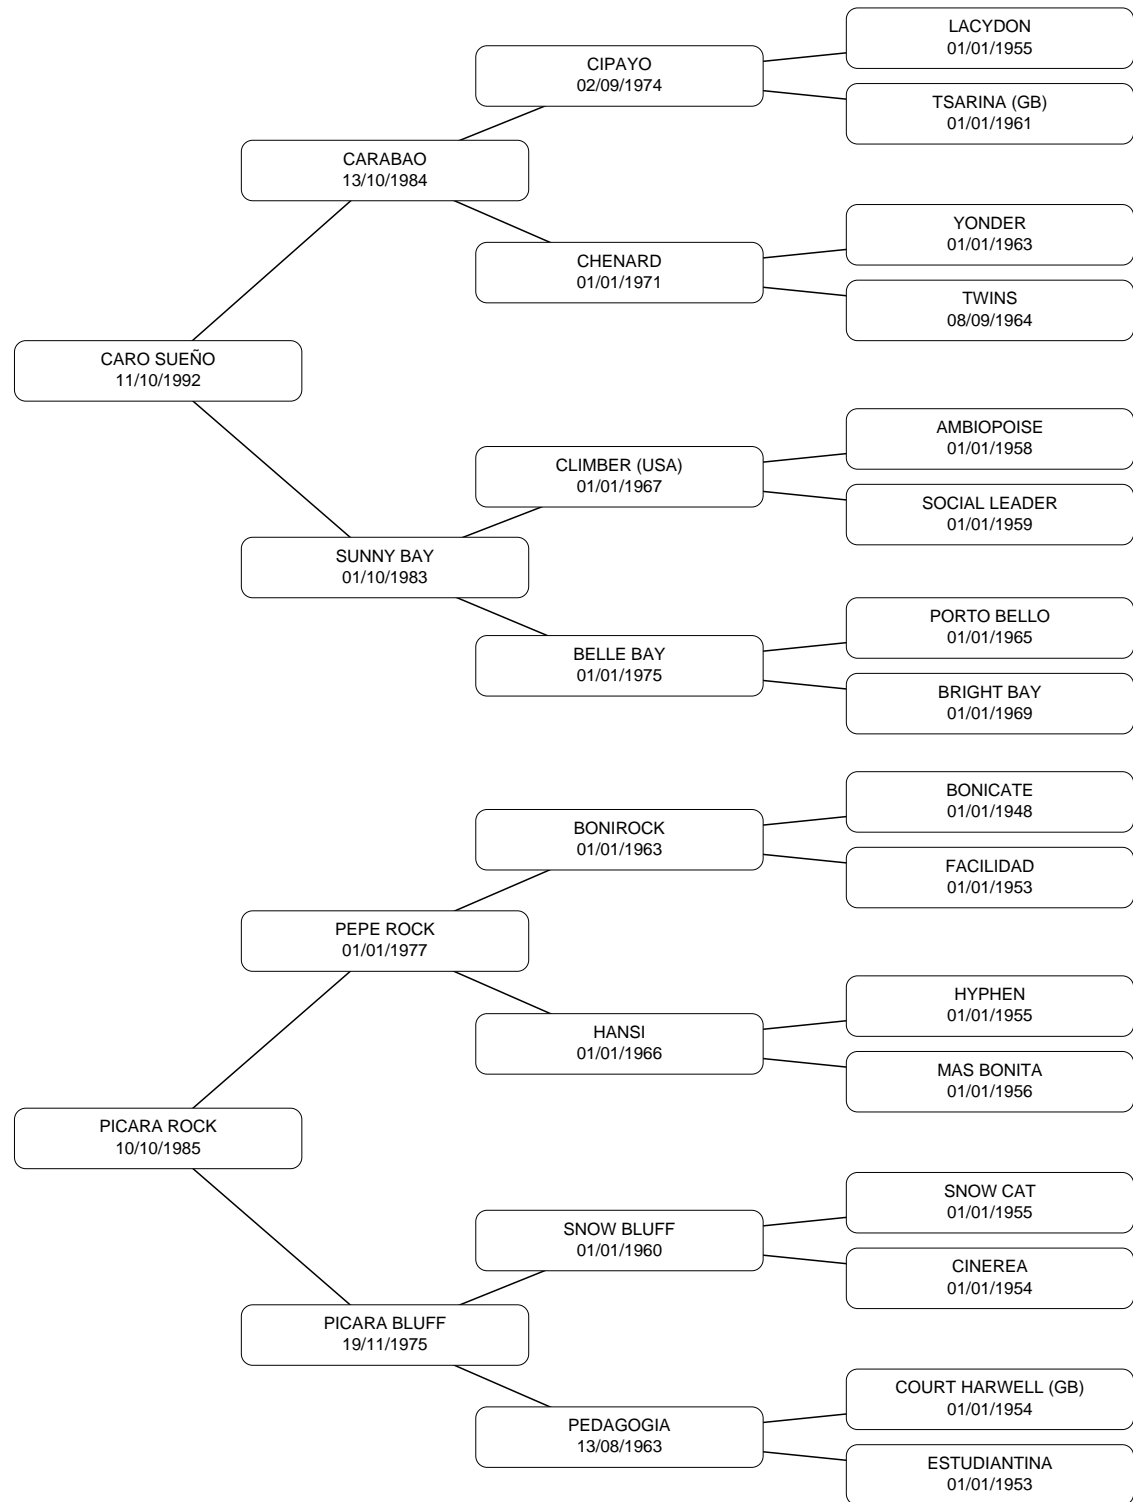 LACYDON
01/01/1955
CIPAYO
02/09/1974
TSARINA (GB)
01/01/1961
CARABAO
13/10/1984
YONDER
01/01/1963
CHENARD
01/01/1971
TWINS
08/09/1964
CARO SUEÑO
11/10/1992
AMBIOPOISE
01/01/1958
CLIMBER (USA)
01/01/1967
SOCIAL LEADER
01/01/1959
SUNNY BAY
01/10/1983
PORTO BELLO
01/01/1965
BELLE BAY
01/01/1975
BRIGHT BAY
01/01/1969
BONICATE
01/01/1948
BONIROCK
01/01/1963
FACILIDAD
01/01/1953
PEPE ROCK
01/01/1977
HYPHEN
01/01/1955
HANSI
01/01/1966
MAS BONITA
01/01/1956
PICARA ROCK
10/10/1985
SNOW CAT
01/01/1955
SNOW BLUFF
01/01/1960
CINEREA
01/01/1954
PICARA BLUFF
19/11/1975
COURT HARWELL (GB)
01/01/1954
PEDAGOGIA
13/08/1963
ESTUDIANTINA
01/01/1953